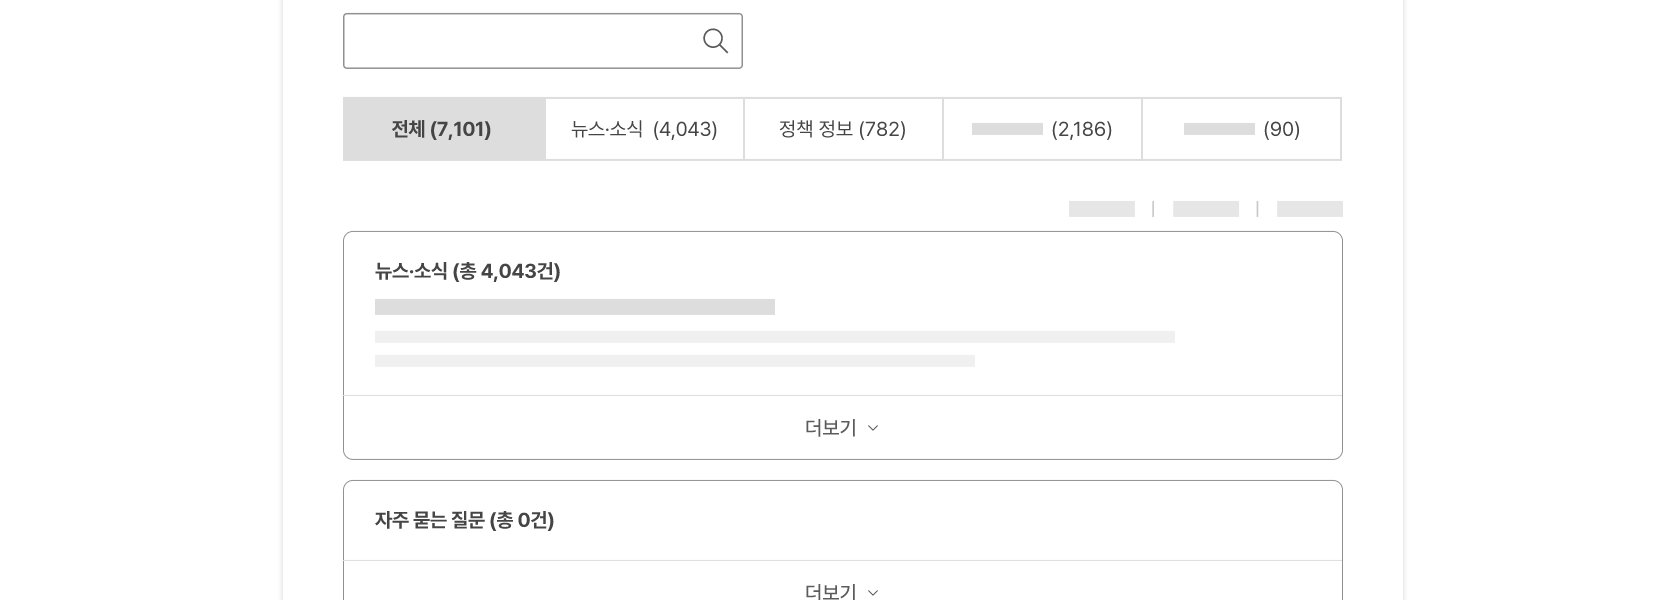 전체 (7,101)
뉴스·소식 (4,043)
정책 정보 (782)
(2,186)
(90)
뉴스·소식 (총 4,043건)
더보기
자주 묻는 질문 (총 0건)
더보기